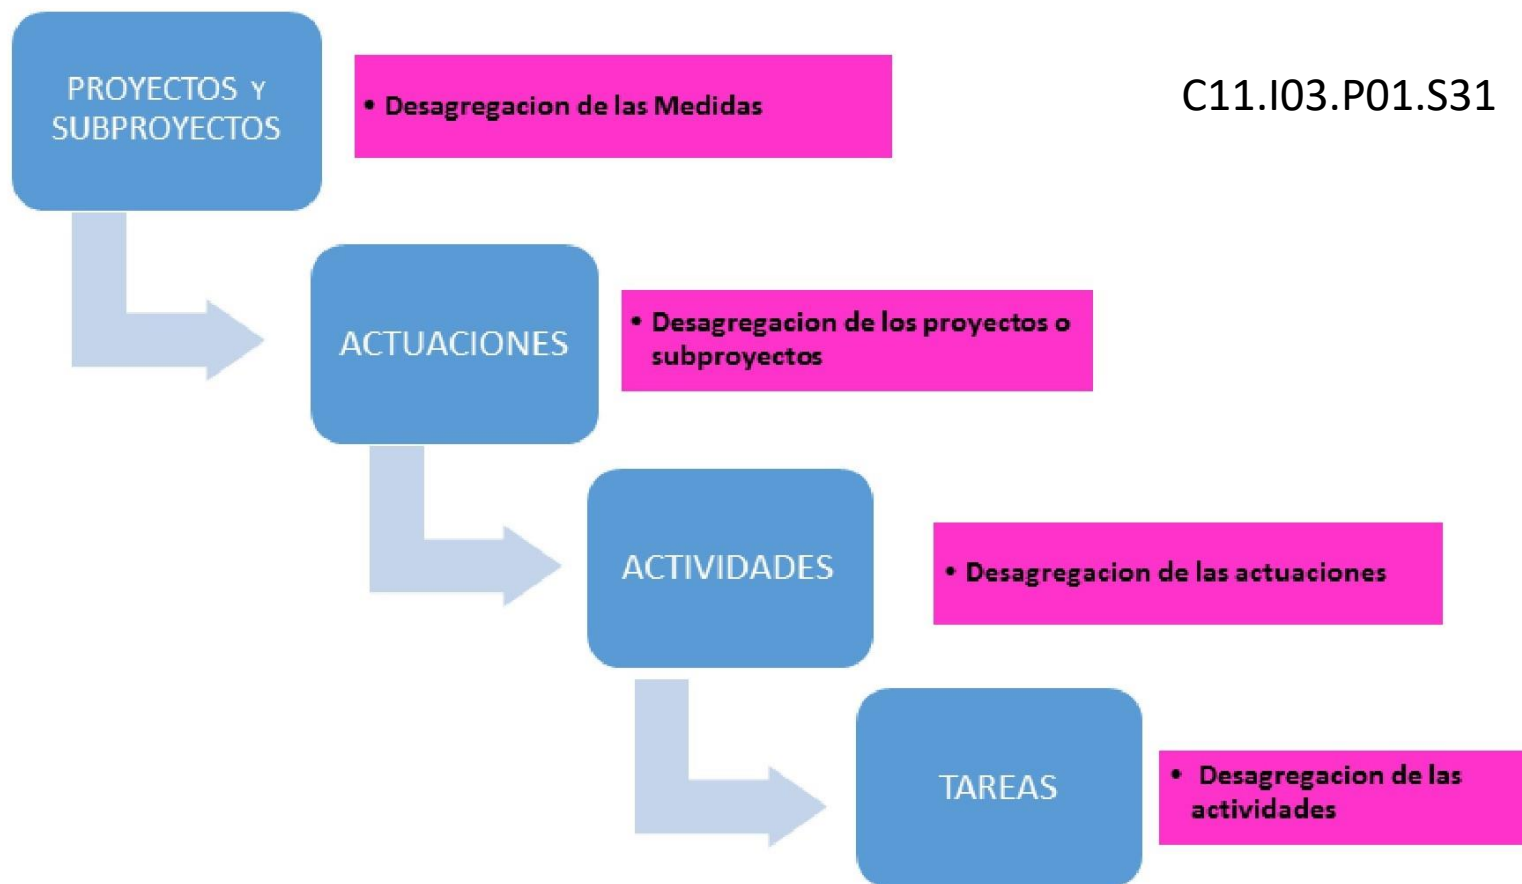 PROYECTOS Y
SUBPROYECTOS
• Desagregacion de las Medidas
C11.I03.P01.S31
ACTUACIONES
• Desagregacion de los proyectos o
subproyectos
ACTIVIDADES
• Desagregacion de las actuaciones
TAREAS
• Desagregacion de las
actividades